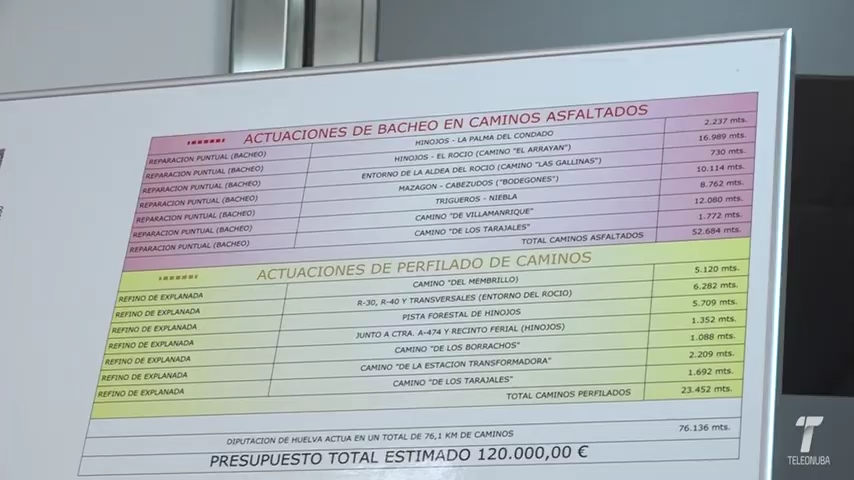 ACTUACIONES DE BACHEO EN CAMINOS ASFALTADOS
REPARACION PUNTUAL (BACHEO) HINOJOS - LA PALMA DEL CONDADO 2.237 mts.
REPARACION PUNTUAL (BACHEO) HINOJOS - EL ROCIO (CAMINO "EL ARRAYAN") 16.989 mts.
REPARACION PUNTUAL (BACHEO) ENTORNO DE LA ALDEA DEL ROCIO (CAMINO "LAS GALLINAS") 730 mts.
REPARACION PUNTUAL (BACHEO) MAZAGON - CABEZUDOS ("BODEGONES") 10.114 mts.
REPARACION PUNTUAL (BACHEO) TRIGUEROS - NIEBLA 8.762 mts.
REPARACION PUNTUAL (BACHEO) CAMINO "DE VILLAMANRIQUE" 12.080 mts.
REPARACION PUNTUAL (BACHEO) CAMINO "DE LOS TARAJALES" 1.772 mts.
TOTAL CAMINOS ASFALTADOS 52.684 mts.
ACTUACIONES DE PERFILADO DE CAMINOS
REFINO DE EXPLANADA CAMINO "DEL MEMBRILLO" 5.120 mts.
REFINO DE EXPLANADA R-30, R-40 Y TRANSVERSALES (ENTORNO DEL ROCIO) 6.282 mts.
REFINO DE EXPLANADA PISTA FORESTAL DE HINOJOS 5.709 mts.
REFINO DE EXPLANADA JUNTO A CTRA. A-474 Y RECINTO FERIAL (HINOJOS) 1.352 mts.
REFINO DE EXPLANADA CAMINO "DE LOS BORRACHOS" 1.088 mts.
REFINO DE EXPLANADA CAMINO "DE LA ESTACION TRANSFORMADORA" 2.209 mts.
REFINO DE EXPLANADA CAMINO "DE LOS TARAJALES" 1.692 mts.
TOTAL CAMINOS PERFILADOS 23.452 mts.
DIPUTACION DE HUELVA ACTUA EN UN TOTAL DE 76,1 KM DE CAMINOS 76.136 mts.
PRESUPUESTO TOTAL ESTIMADO 120.000,00 €
TELEONUBA